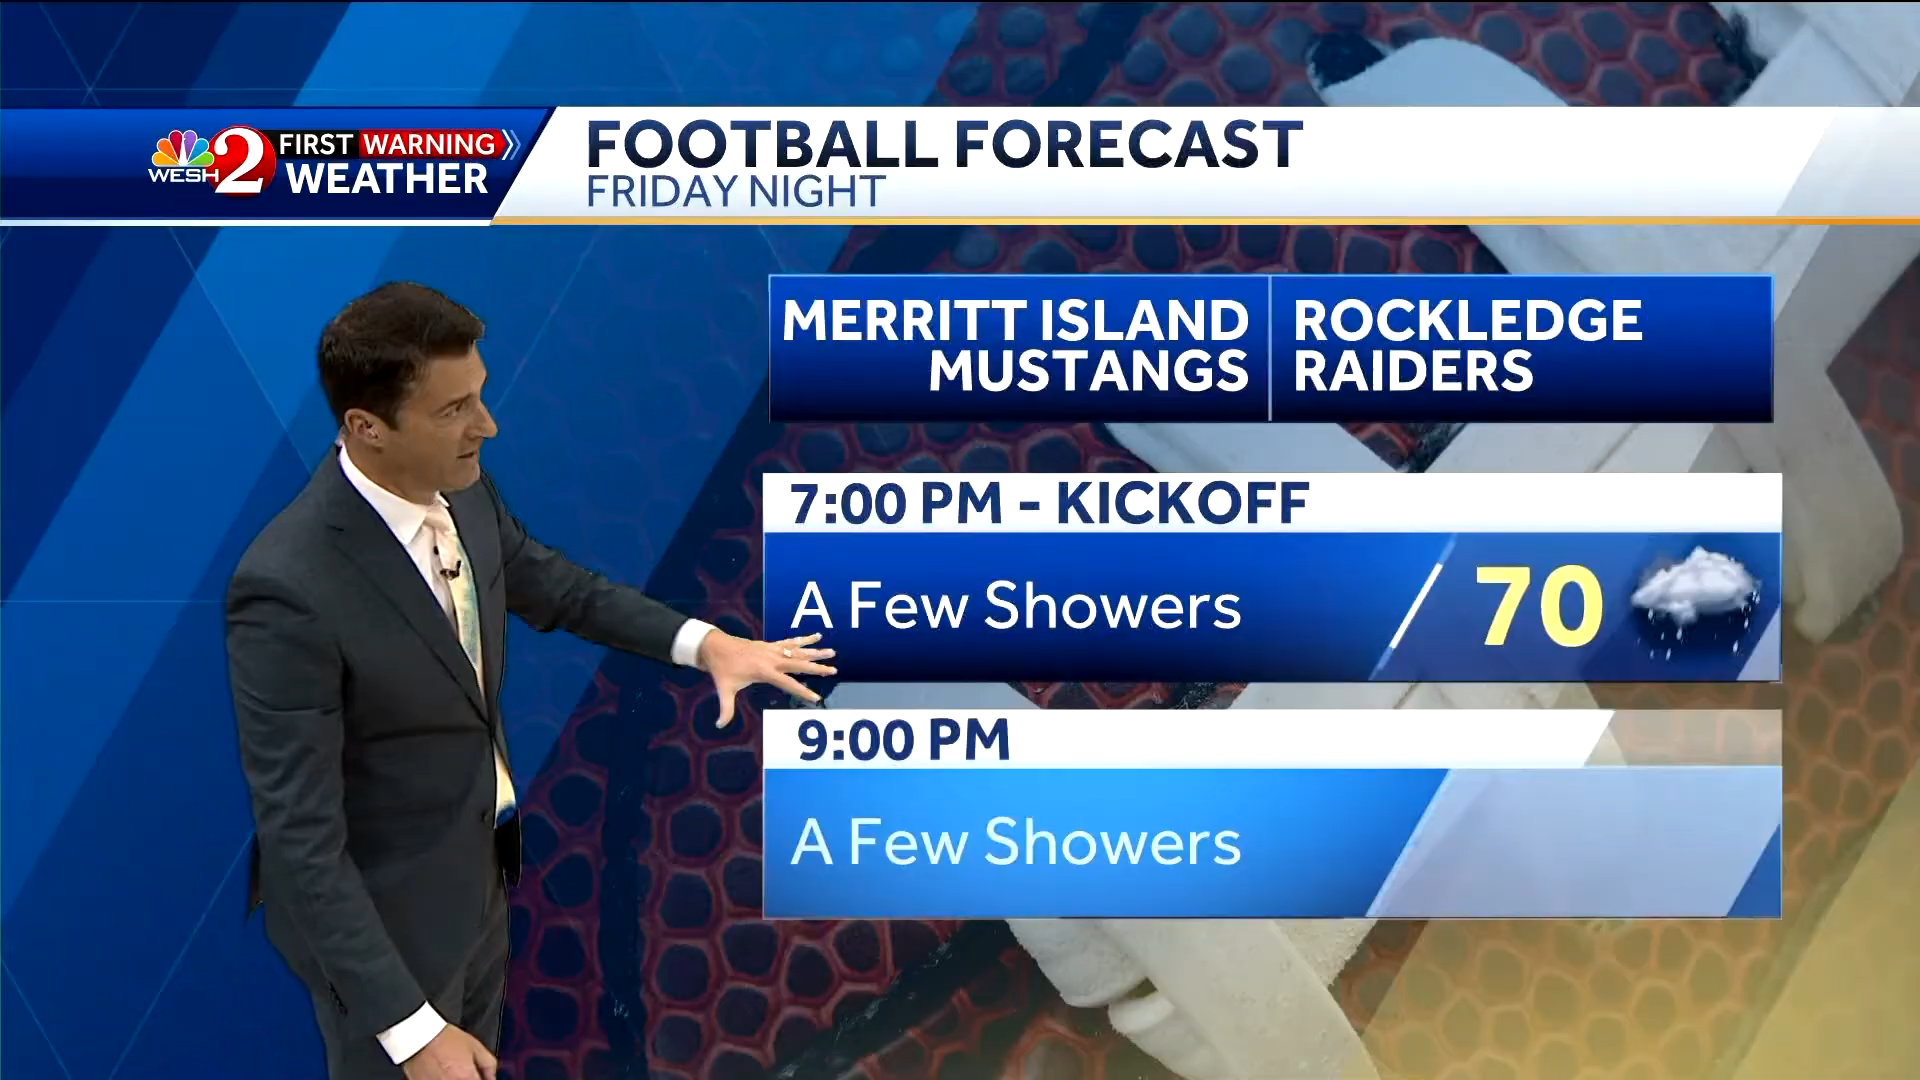 WESH 2 FIRST WARNING
WEATHER
FOOTBALL FORECAST
FRIDAY NIGHT
MERRITT ISLAND
MUSTANGS
ROCKLEDGE
RAIDERS
7:00 PM - KICKOFF
A Few Showers
70
9:00 PM
A Few Showers